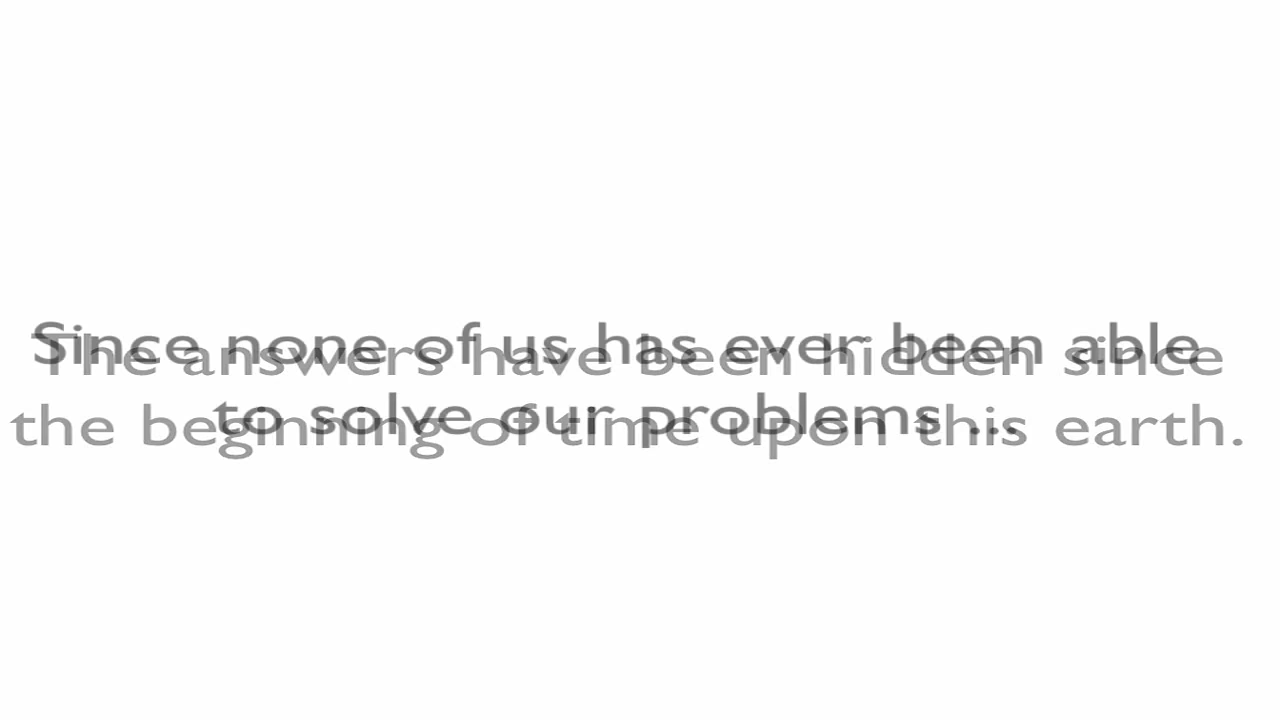 Since none of us has ever been able
to solve our problems ...
The answers have been hidden since
the beginning of time upon this earth.